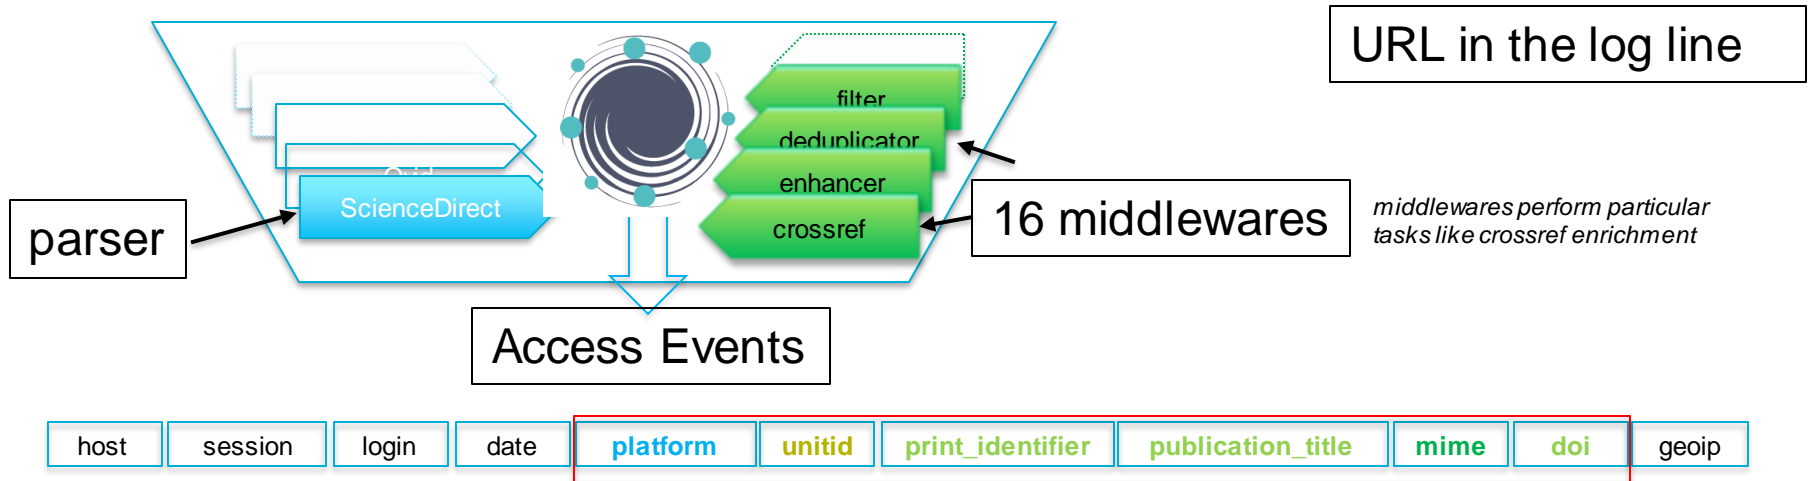 URL in the log line
filter
deduplicator
enhancer
crossref
Ovid
ScienceDirect
parser
16 middlewares
middlewares perform particular
tasks like crossref enrichment
Access Events
host session login date platform unitid print_identifier publication_title mime doi geoip